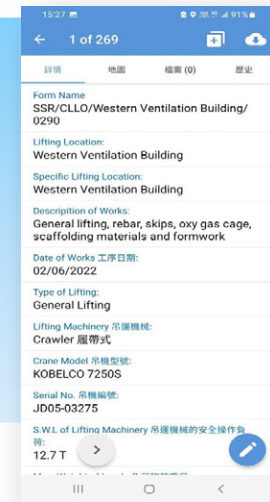 15:27
91%
1 of 269
詳情 地圖 檔案 (0) 歷史
Form Name
SSR/CLLO/Western Ventilation Building/
0290
Lifting Location:
Western Ventilation Building
Specific Lifting Location:
Western Ventilation Building
Descripition of Works:
General lifting, rebar, skips, oxy gas cage,
scaffolding materials and formwork
Date of Works 工序日期:
02/06/2022
Type of Lifting:
General Lifting
Lifting Machinery 吊運機械:
Crawler 履帶式
Crane Model 吊機型號:
KOBELCO 7250S
Serial No. 吊機編號:
JD05-03275
S.W.L of Lifting Machinery 吊運機械的安全操作負
荷:
12.7 T